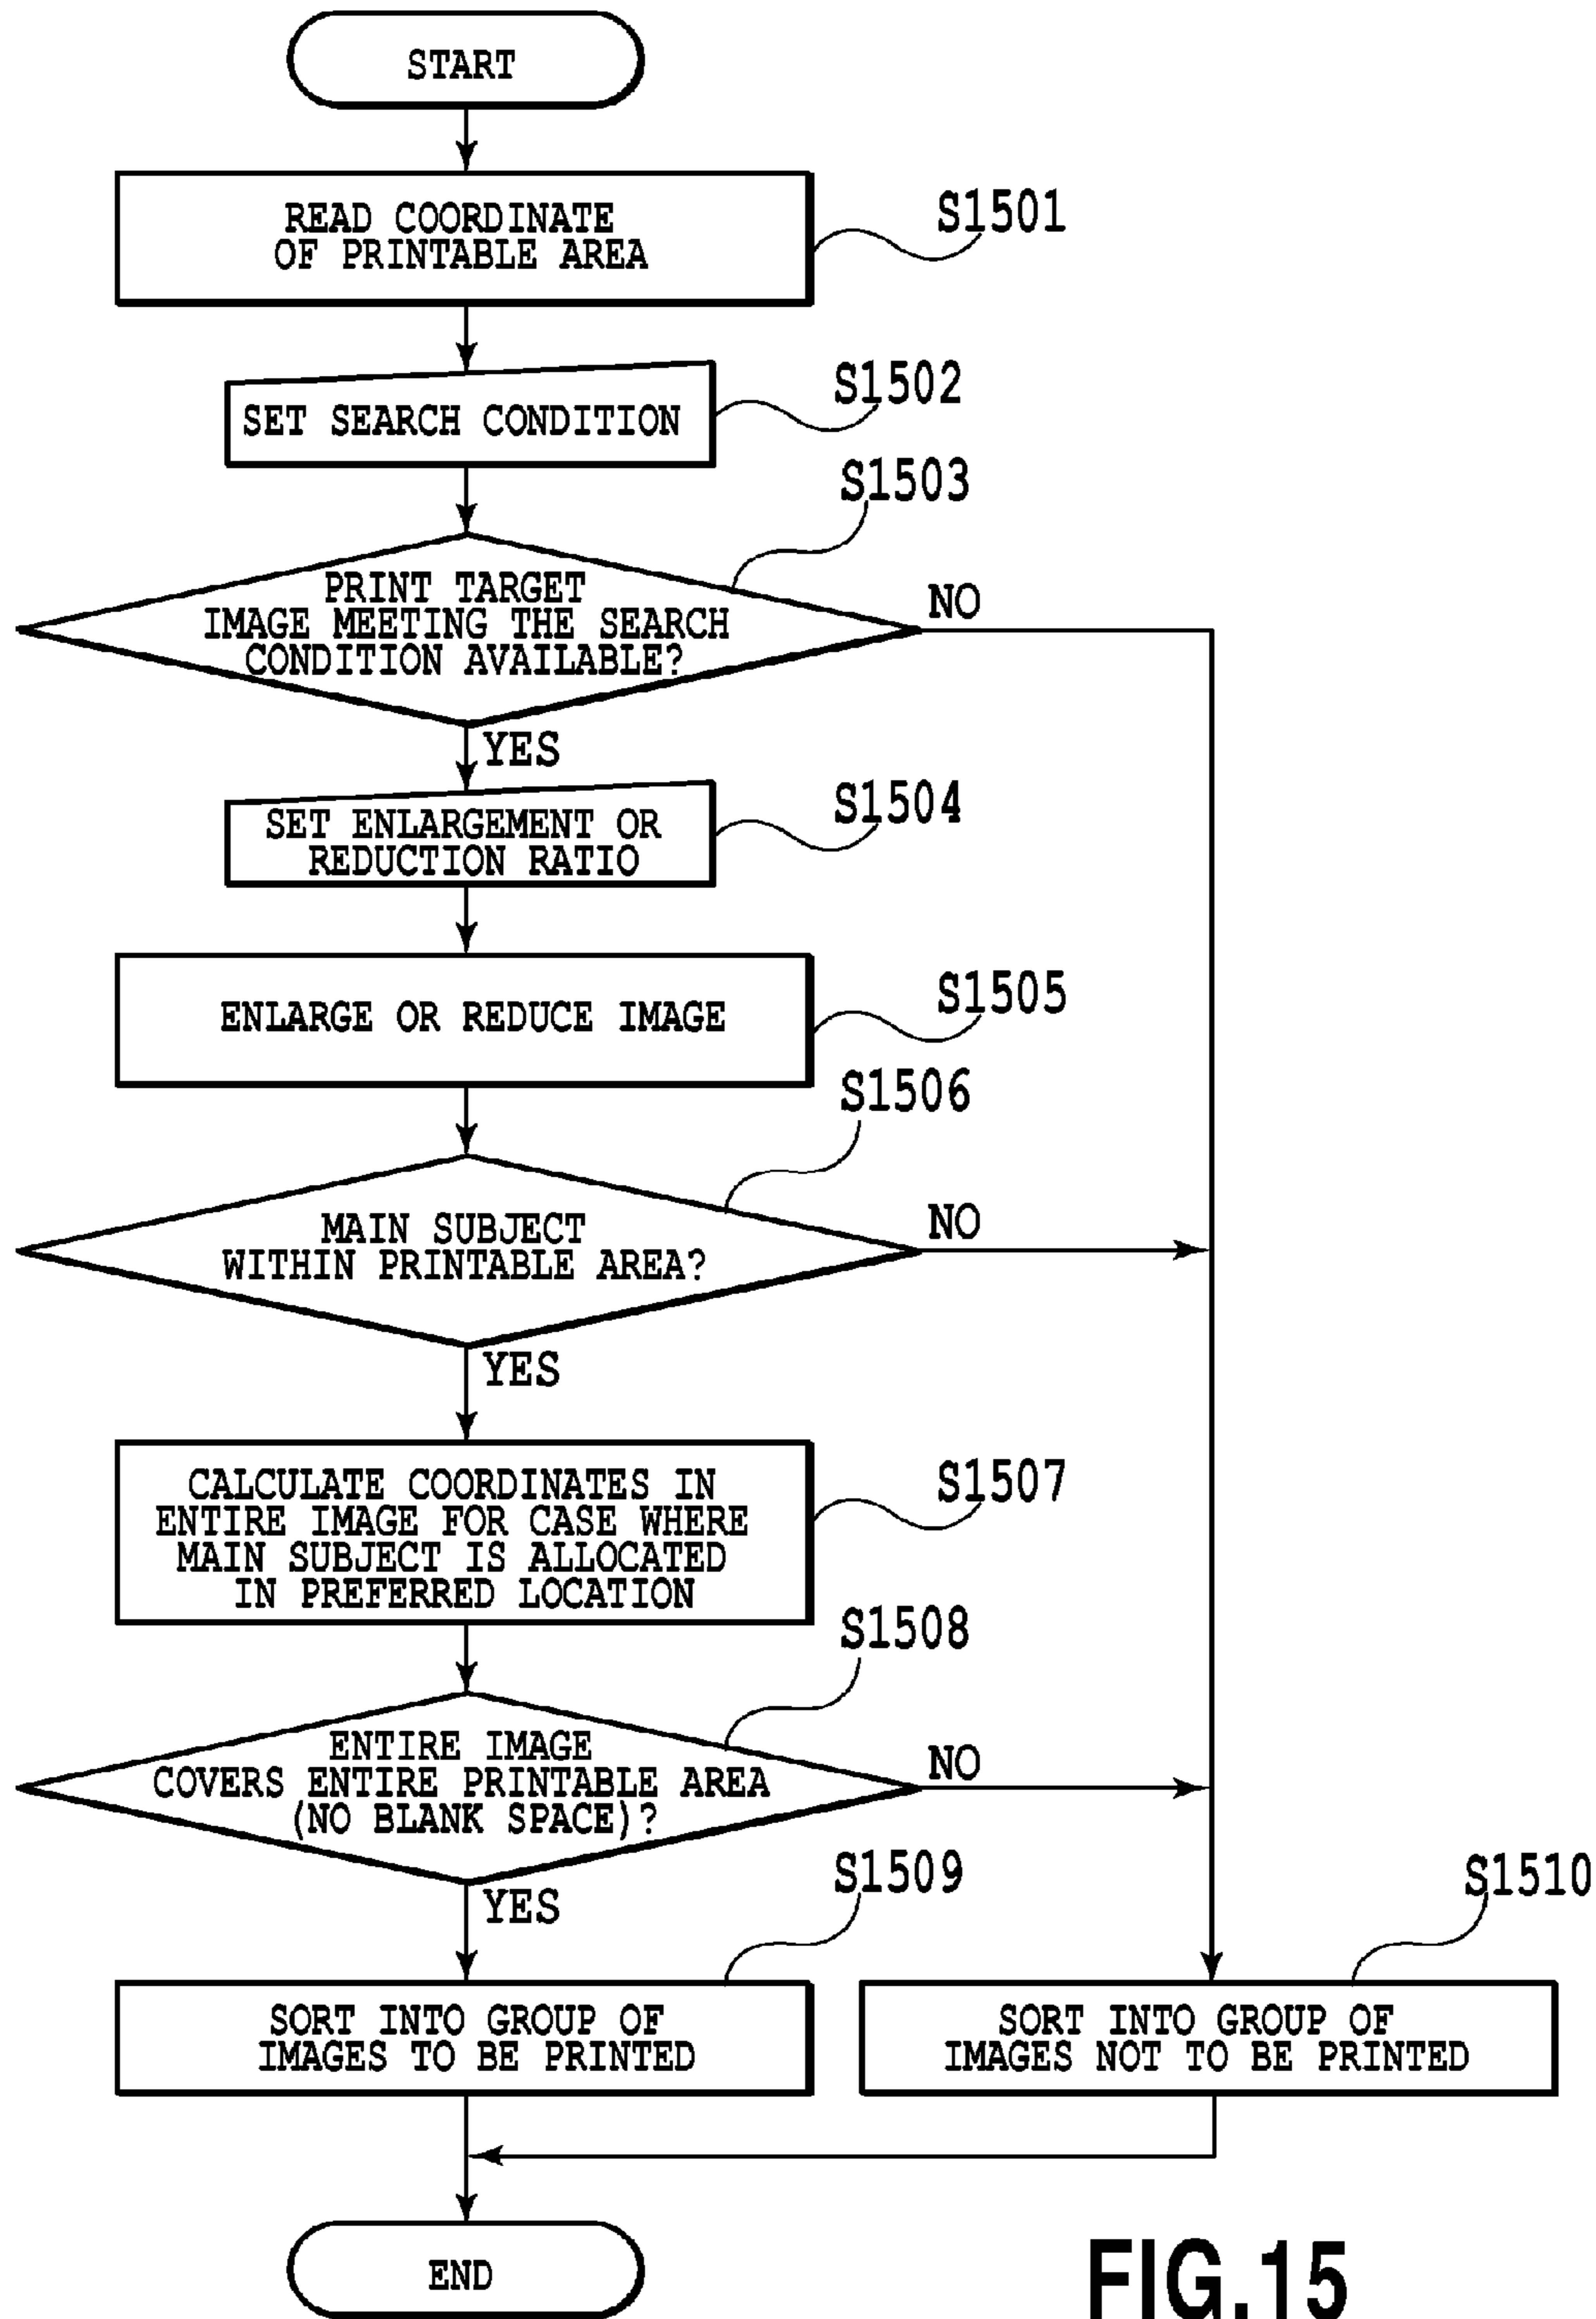 START
READ COORDINATE
OF PRINTABLE AREA
S1501
SET SEARCH CONDITION
S1502
S1503
PRINT TARGET
IMAGE MEETING THE SEARCH
CONDITION AVAILABLE?
NO
YES
SET ENLARGEMENT OR
REDUCTION RATIO
S1504
ENLARGE OR REDUCE IMAGE
S1505
S1506
MAIN SUBJECT
WITHIN PRINTABLE AREA?
NO
YES
CALCULATE COORDINATES IN
ENTIRE IMAGE FOR CASE WHERE
MAIN SUBJECT IS ALLOCATED
IN PREFERRED LOCATION
S1507
S1508
ENTIRE IMAGE
COVERS ENTIRE PRINTABLE AREA
(NO BLANK SPACE)?
NO
YES
S1509
S1510
SORT INTO GROUP OF
IMAGES TO BE PRINTED
SORT INTO GROUP OF
IMAGES NOT TO BE PRINTED
END
FIG.15